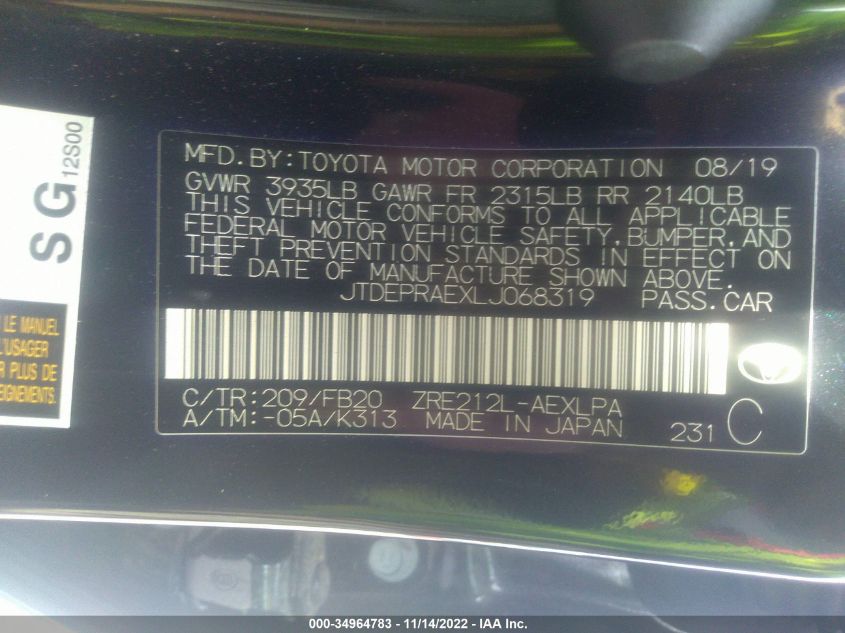 SG 12S00
LE MANUEL
L'USAGER
R PLUS DE
EIGNEMENTS.
MFD.BY:TOYOTA MOTOR CORPORATION 08/19
GVWR 3935LB GAWR FR 2315LB RR 2140LB
THIS VEHICLE CONFORMS TO ALL APPLICABLE
FEDERAL MOTOR VEHICLE SAFETY,BUMPER,AND
THEFT PREVENTION STANDARDS IN EFFECT ON
THE DATE OF MANUFACTURE SHOWN ABOVE.
JTDEPRAEXLJ068319 PASS.CAR
C/TR:209/FB20 ZRE212L-AEXLPA
A/TM:-05A/K313 MADE IN JAPAN 231 C
000-34964783 - 11/14/2022 - IAA Inc.